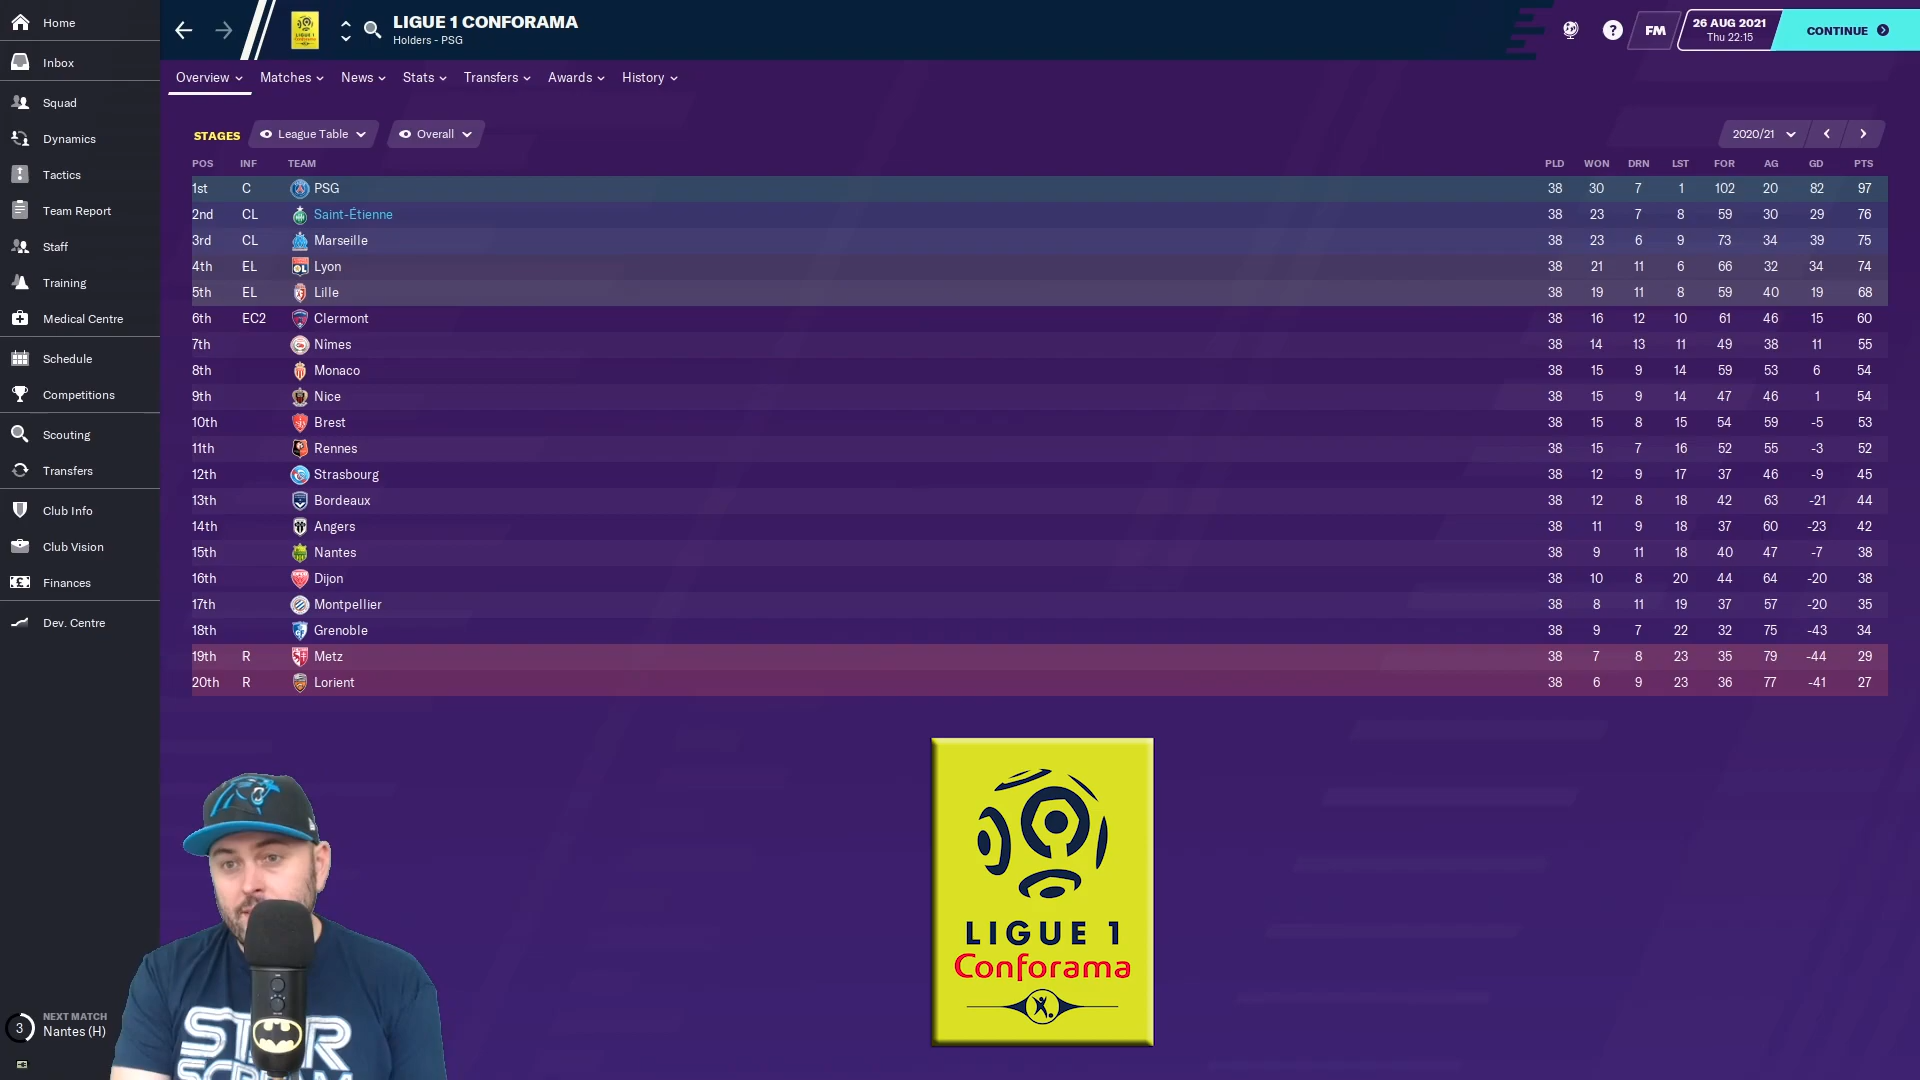 Home
Inbox
Squad
Dynamics
Tactics
Team Report
Staff
Training
Medical Centre
Schedule
Competitions
Scouting
Transfers
Club Info
Club Vision
Finances
Dev. Centre
NEXT MATCH
3 Nantes (H)
LIGUE 1 CONFORAMA
Holders - PSG
? FM 26 AUG 2021 CONTINUE
Thu 22:15
Overview Matches News Stats Transfers Awards History
STAGES League Table Overall 2020/21
POS INF TEAM PLD WON DRN LST FOR AG GD PTS
1st C PSG 38 30 7 1 102 20 82 97
2nd CL Saint-Étienne 38 23 7 8 59 30 29 76
3rd CL Marseille 38 23 6 9 73 34 39 75
4th EL Lyon 38 21 11 6 66 32 34 74
5th EL Lille 38 19 11 8 59 40 19 68
6th EC2 Clermont 38 16 12 10 61 46 15 60
7th Nîmes 38 14 13 11 49 38 11 55
8th Monaco 38 15 9 14 59 53 6 54
9th Nice 38 15 9 14 47 46 1 54
10th Brest 38 15 8 15 54 59 -5 53
11th Rennes 38 15 7 16 52 55 -3 52
12th Strasbourg 38 12 9 17 37 46 -9 45
13th Bordeaux 38 12 8 18 42 63 -21 44
14th Angers 38 11 9 18 37 60 -23 42
15th Nantes 38 9 11 18 40 47 -7 38
16th Dijon 38 10 8 20 44 64 -20 38
17th Montpellier 38 8 11 19 37 57 -20 35
18th Grenoble 38 9 7 22 32 75 -43 34
19th R Metz 38 7 8 23 35 79 -44 29
20th R Lorient 38 6 9 23 36 77 -41 27
LIGUE 1
Conforama
STAR